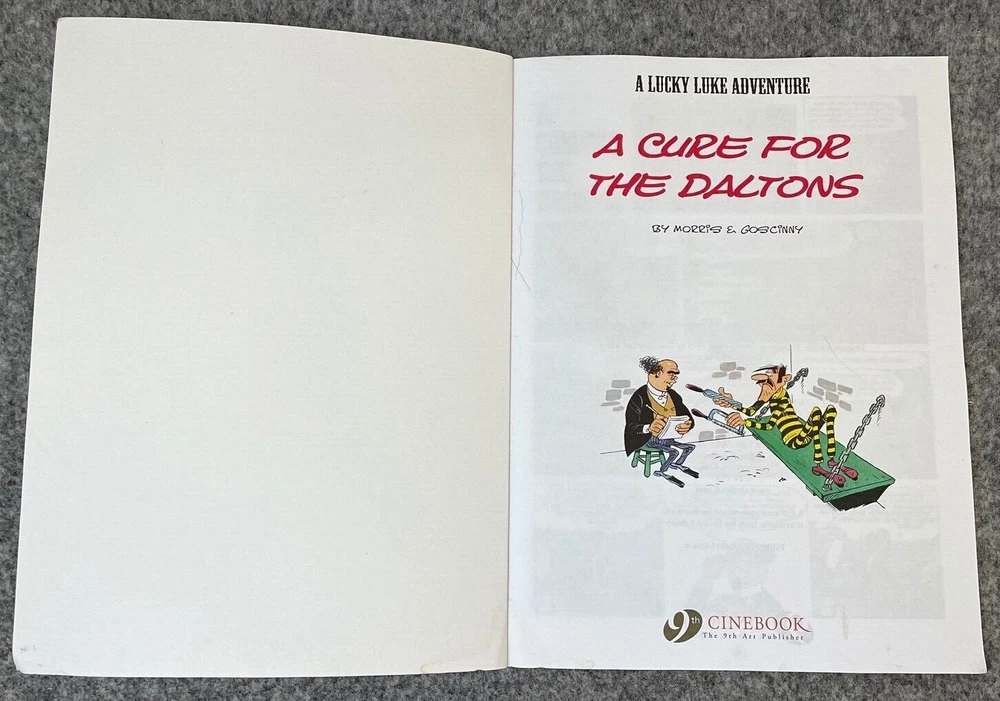 A LUCKY LUKE ADVENTURE
A CURE FOR
THE DALTONS
BY MORRIS & GOSCINNY
9th CINEBOOK
The 9th Art Publisher